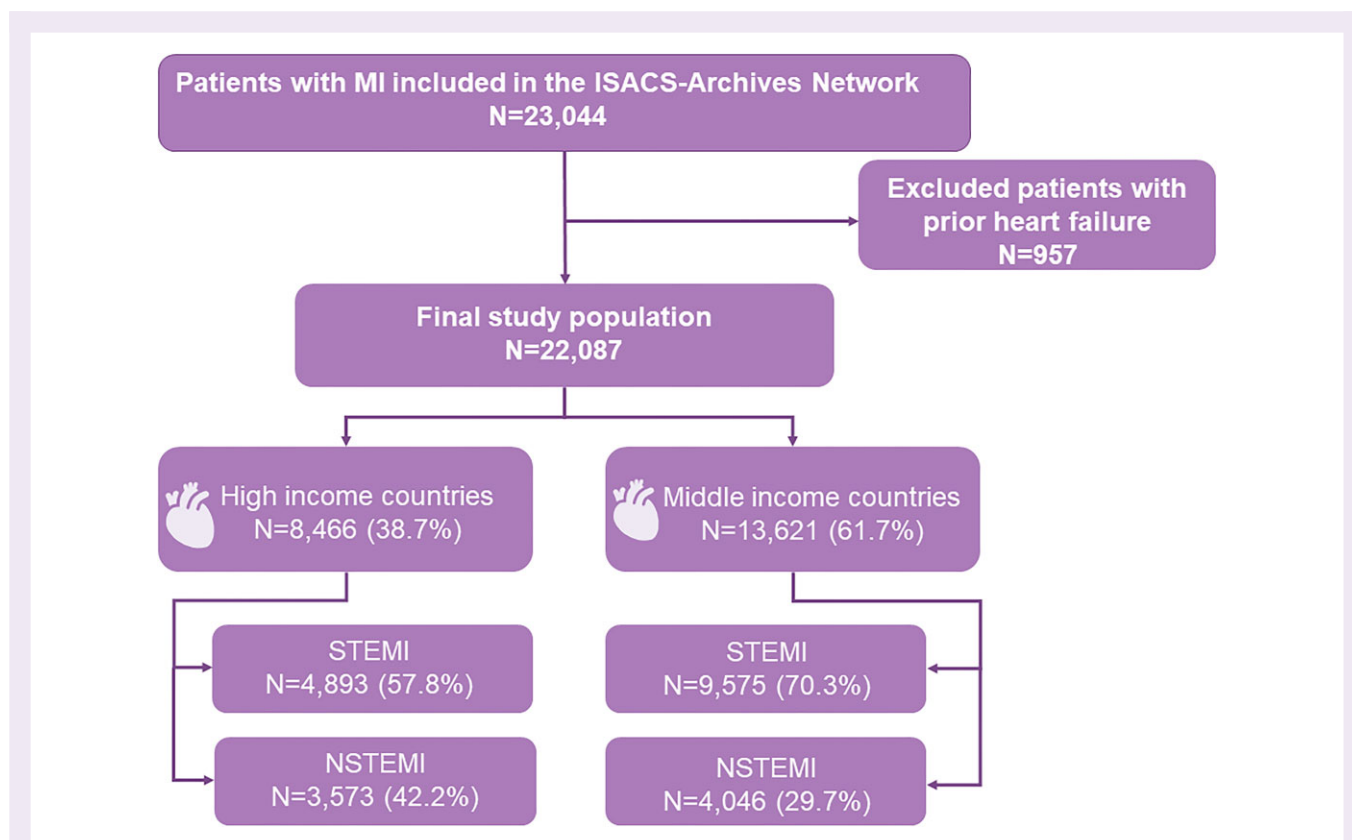 Patients with MI included in the ISACS-Archives Network
N=23,044
Excluded patients with
prior heart failure
N=957
Final study population
N=22,087
High income countries
N=8,466 (38.7%)
Middle income countries
N=13,621 (61.7%)
STEMI
N=4,893 (57.8%)
STEMI
N=9,575 (70.3%)
NSTEMI
N=3,573 (42.2%)
NSTEMI
N=4,046 (29.7%)